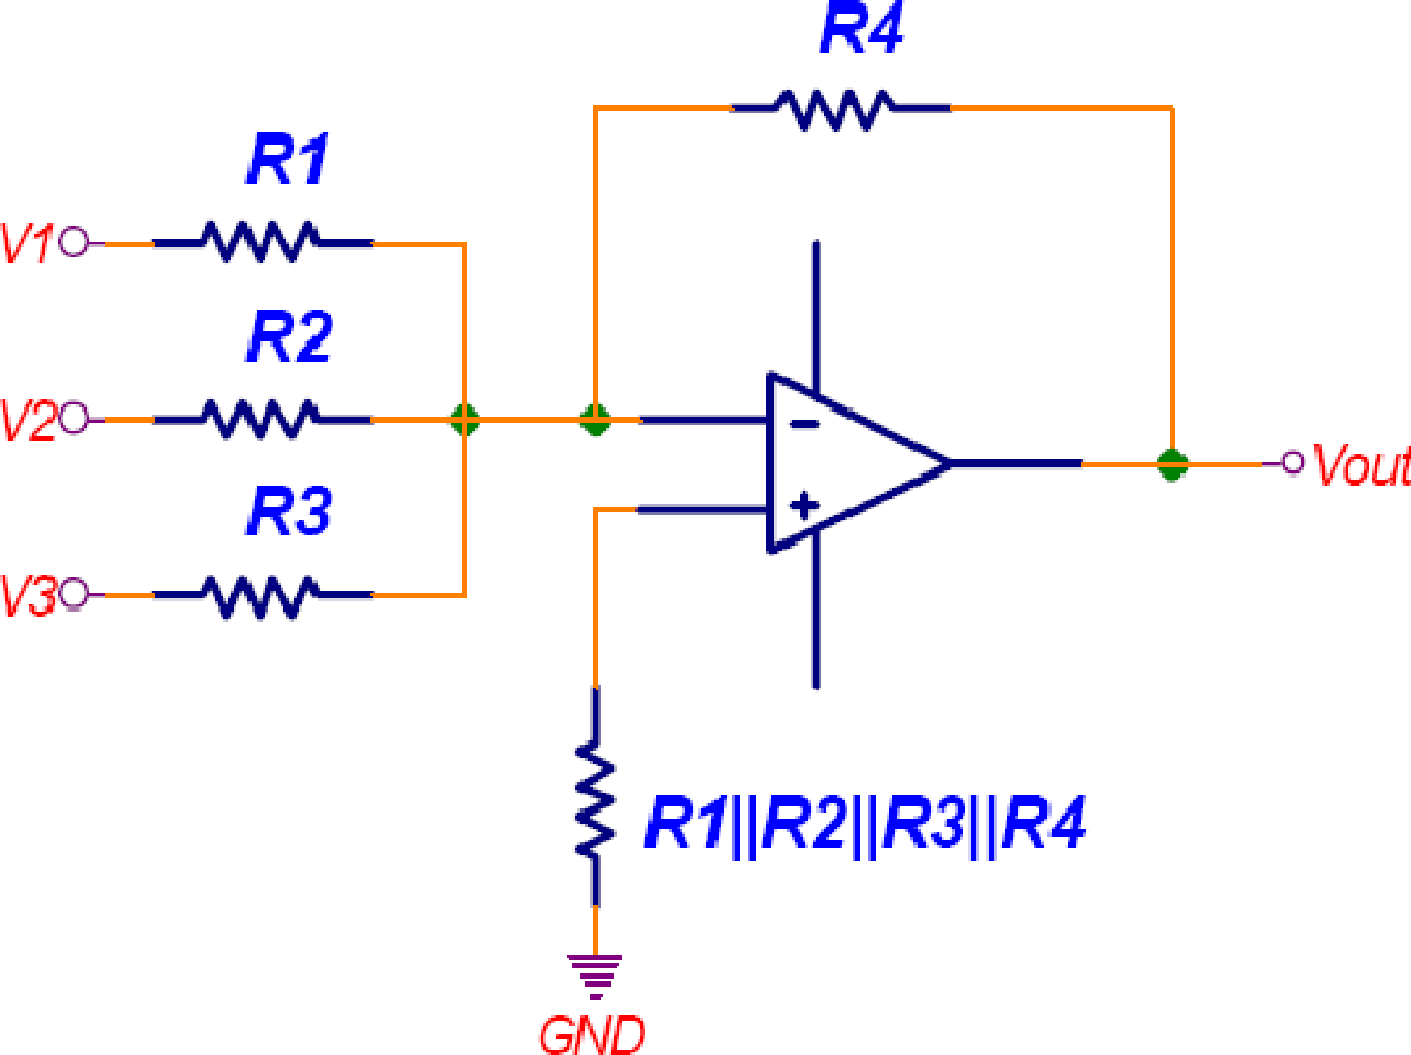 R4
R1
V1
R2
V2
R3
V3
-
+
Vout
R1||R2||R3||R4
GND